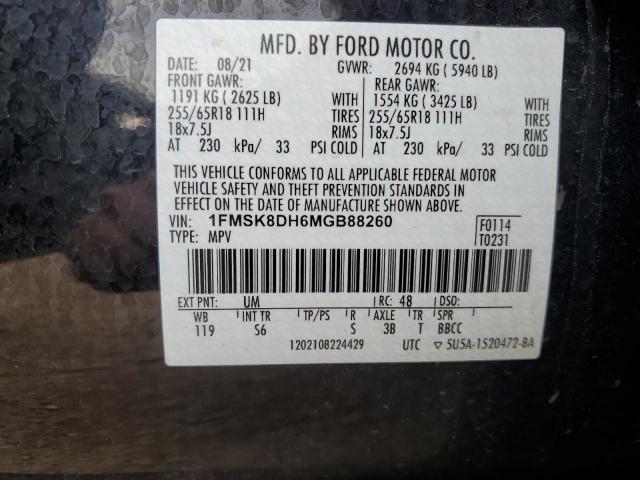 MFD. BY FORD MOTOR CO.
DATE: 08/21 GVWR: 2694 KG ( 5940 LB)
FRONT GAWR: REAR GAWR:
1191 KG ( 2625 LB) WITH 1554 KG ( 3425 LB) WITH
255/65R18 111H TIRES 255/65R18 111H TIRES
18x7.5J RIMS 18x7.5J RIMS
AT 230 kPa/ 33 PSI COLD AT 230 kPa/ 33 PSI COLD
THIS VEHICLE CONFORMS TO ALL APPLICABLE FEDERAL MOTOR
VEHICLE SAFETY AND THEFT PREVENTION STANDARDS IN
EFFECT ON THE DATE OF MANUFACTURE SHOWN ABOVE.
VIN: 1FMSK8DH6MGB88260 F0114
TYPE: MPV T0231
EXT PNT: UM RC: 48 DSO:
WB INT TR TP/PS R AXLE TR SPR
119 S6 S 3B T BBCC
1202108224429 UTC ▽ 5U5A-1520472-BA